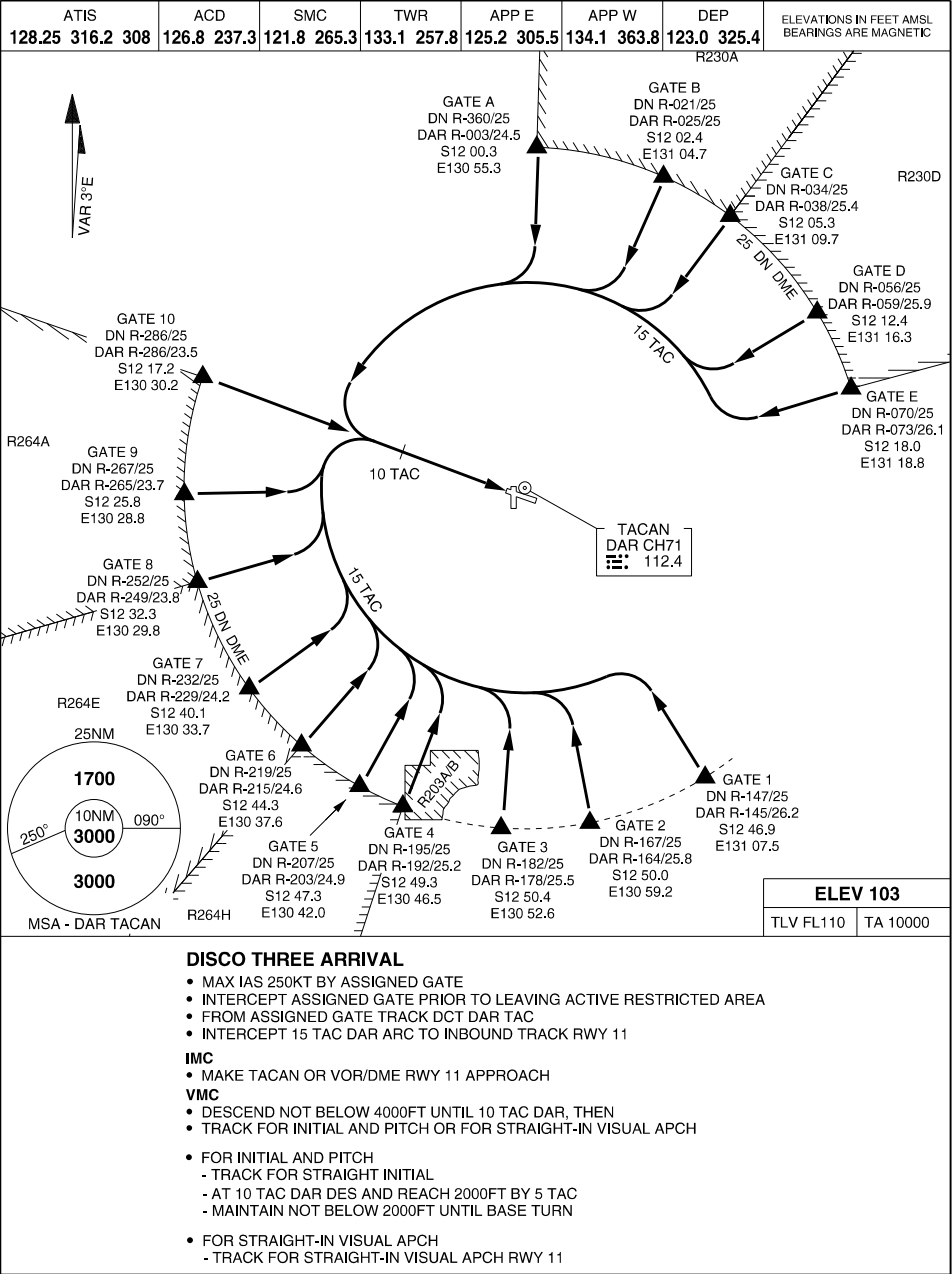 ATIS
128.25 316.2 308
ACD
126.8 237.3
SMC
121.8 265.3
TWR
133.1 257.8
APP E
125.2 305.5
APP W
134.1 363.8
DEP
123.0 325.4
ELEVATIONS IN FEET AMSL
BEARINGS ARE MAGNETIC
R230A
GATE A
DN R-360/25
DAR R-003/24.5
S12 00.3
E130 55.3
GATE B
DN R-021/25
DAR R-025/25
S12 02.4
E131 04.7
GATE C
DN R-034/25
DAR R-038/25.4
S12 05.3
E131 09.7
R230D
VAR 3°E
25 DN DME
GATE D
DN R-056/25
DAR R-059/25.9
S12 12.4
E131 16.3
15 TAC
GATE E
DN R-070/25
DAR R-073/26.1
S12 18.0
E131 18.8
GATE 10
DN R-286/25
DAR R-286/23.5
S12 17.2
E130 30.2
R264A
10 TAC
GATE 9
DN R-267/25
DAR R-265/23.7
S12 25.8
E130 28.8
TACAN
DAR CH71
112.4
GATE 8
DN R-252/25
DAR R-249/23.8
S12 32.3
E130 29.8
15 TAC
25 DN DME
GATE 7
DN R-232/25
DAR R-229/24.2
S12 40.1
E130 33.7
R264E
25NM
1700
10NM
3000
090°
250°
3000
MSA - DAR TACAN
GATE 6
DN R-219/25
DAR R-215/24.6
S12 44.3
E130 37.6
R264H
GATE 5
DN R-207/25
DAR R-203/24.9
S12 47.3
E130 42.0
R203A/B
GATE 4
DN R-195/25
DAR R-192/25.2
S12 49.3
E130 46.5
GATE 3
DN R-182/25
DAR R-178/25.5
S12 50.4
E130 52.6
GATE 2
DN R-167/25
DAR R-164/25.8
S12 50.0
E130 59.2
GATE 1
DN R-147/25
DAR R-145/26.2
S12 46.9
E131 07.5
ELEV 103
TLV FL110
TA 10000
DISCO THREE ARRIVAL
• MAX IAS 250KT BY ASSIGNED GATE
• INTERCEPT ASSIGNED GATE PRIOR TO LEAVING ACTIVE RESTRICTED AREA
• FROM ASSIGNED GATE TRACK DCT DAR TAC
• INTERCEPT 15 TAC DAR ARC TO INBOUND TRACK RWY 11
IMC
• MAKE TACAN OR VOR/DME RWY 11 APPROACH
VMC
• DESCEND NOT BELOW 4000FT UNTIL 10 TAC DAR, THEN
• TRACK FOR INITIAL AND PITCH OR FOR STRAIGHT-IN VISUAL APCH
• FOR INITIAL AND PITCH
- TRACK FOR STRAIGHT INITIAL
- AT 10 TAC DAR DES AND REACH 2000FT BY 5 TAC
- MAINTAIN NOT BELOW 2000FT UNTIL BASE TURN
• FOR STRAIGHT-IN VISUAL APCH
- TRACK FOR STRAIGHT-IN VISUAL APCH RWY 11